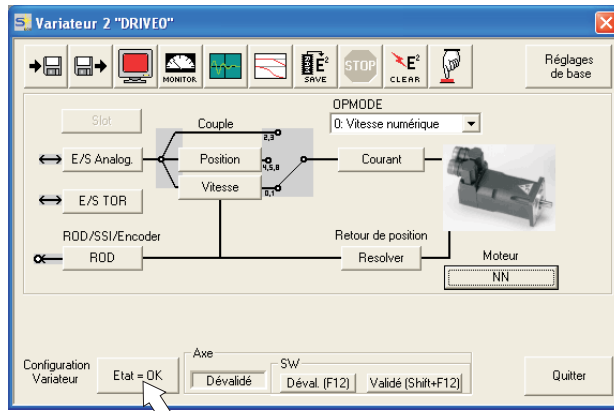 Variateur 2 "DRIVE0"
MONITOR
E²
SAVE
STOP
E²
CLEAR
Réglages
de base
OPMODE
Slot
Couple
0: Vitesse numérique
2,3
E/S Analog.
Position
4,5,8
Courant
Vitesse
0,1
E/S TOR
ROD/SSI/Encoder
Retour de position
ROD
Resolver
Moteur
NN
Axe
SW
Configuration
Variateur
Etat = OK
Dévalidé
Déval. (F12)
Validé (Shift+F12)
Quitter